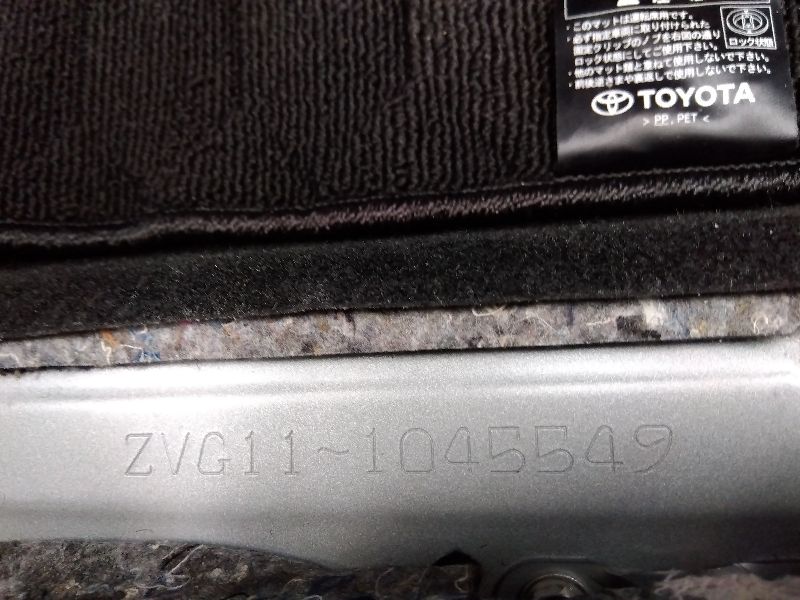 ・このマットは運転席用です。
・必ず指定車両に取り付けられた
固定クリップのノブを右図の通り
ロック状態にしてご使用下さい。
・他のマット類と重ねて使用しないで下さい。
・前後逆さまや裏返しで使用しないで下さい。
ロック状態
TOYOTA
>PP,PET<
ZVG11~1045549